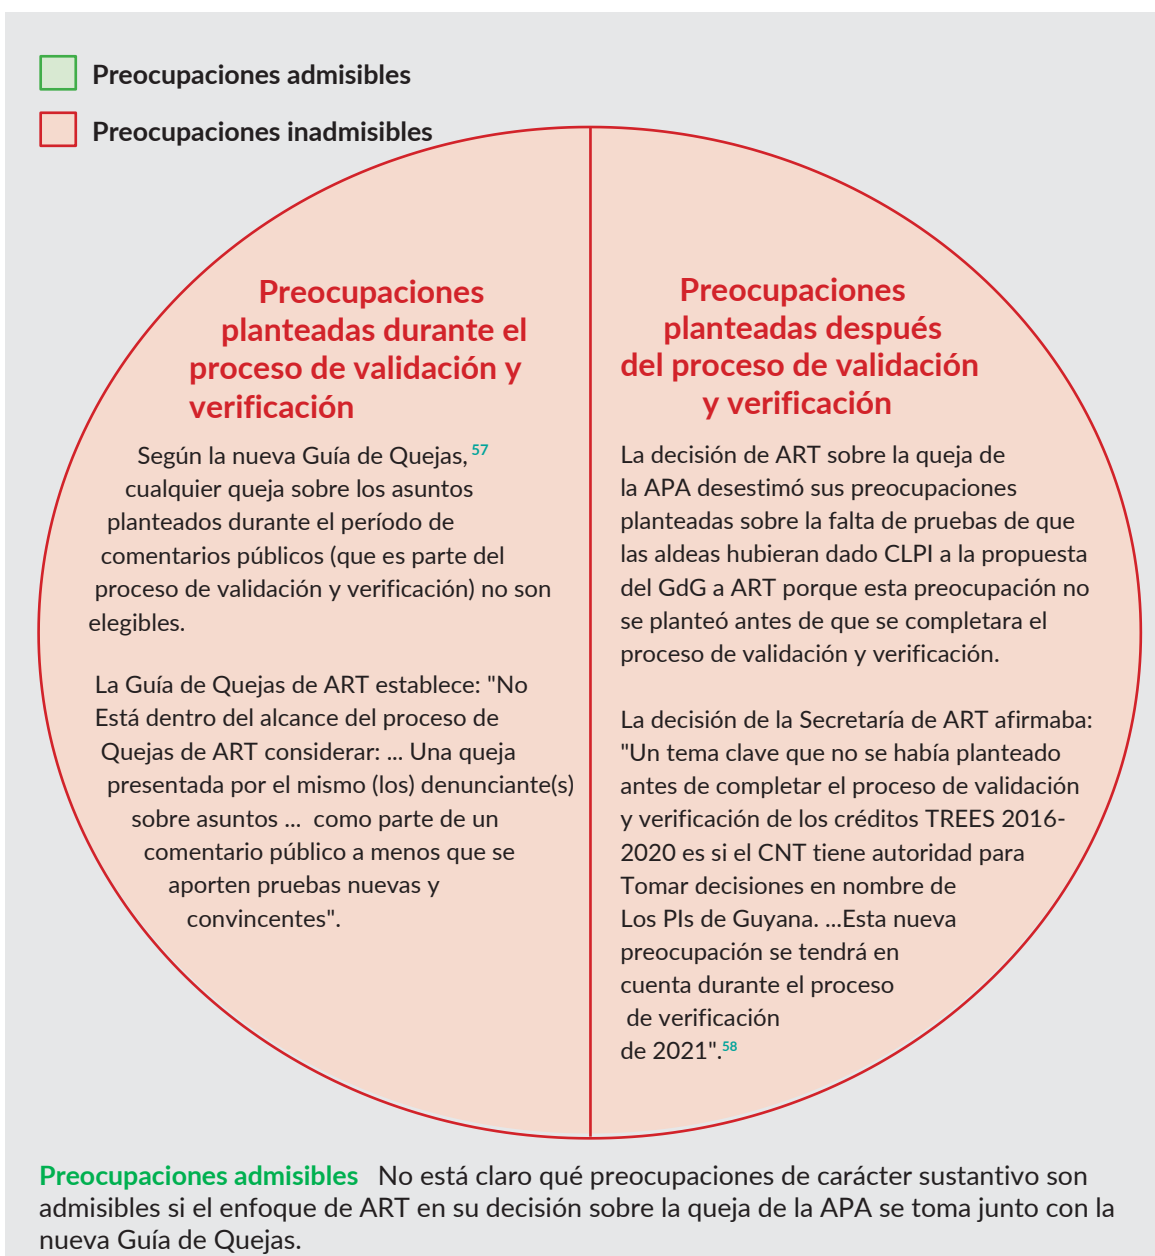 Preocupaciones admisibles
Preocupaciones inadmisibles
Preocupaciones
planteadas durante el
proceso de validación y
verificación
Según la nueva Guía de Quejas, 57
cualquier queja sobre los asuntos
planteados durante el período de
comentarios públicos (que es parte del
proceso de validación y verificación) no son
elegibles.
La Guía de Quejas de ART establece: "No
Está dentro del alcance del proceso de
Quejas de ART considerar: ... Una queja
presentada por el mismo (los) denunciante(s)
sobre asuntos ... como parte de un
comentario público a menos que se
aporten pruebas nuevas y
convincentes".
Preocupaciones
planteadas después
del proceso de validación
y verificación
La decisión de ART sobre la queja de
la APA desestimó sus preocupaciones
planteadas sobre la falta de pruebas de que
las aldeas hubieran dado CLPI a la propuesta
del GdG a ART porque esta preocupación no
se planteó antes de que se completara el
proceso de validación y verificación.
La decisión de la Secretaría de ART afirmaba:
"Un tema clave que no se había planteado
antes de completar el proceso de validación
y verificación de los créditos TREES 2016-
2020 es si el CNT tiene autoridad para
Tomar decisiones en nombre de
Los PIs de Guyana. ...Esta nueva
preocupación se tendrá en
cuenta durante el proceso
de verificación
de 2021".58
Preocupaciones admisibles No está claro qué preocupaciones de carácter sustantivo son
admisibles si el enfoque de ART en su decisión sobre la queja de la APA se toma junto con la
nueva Guía de Quejas.